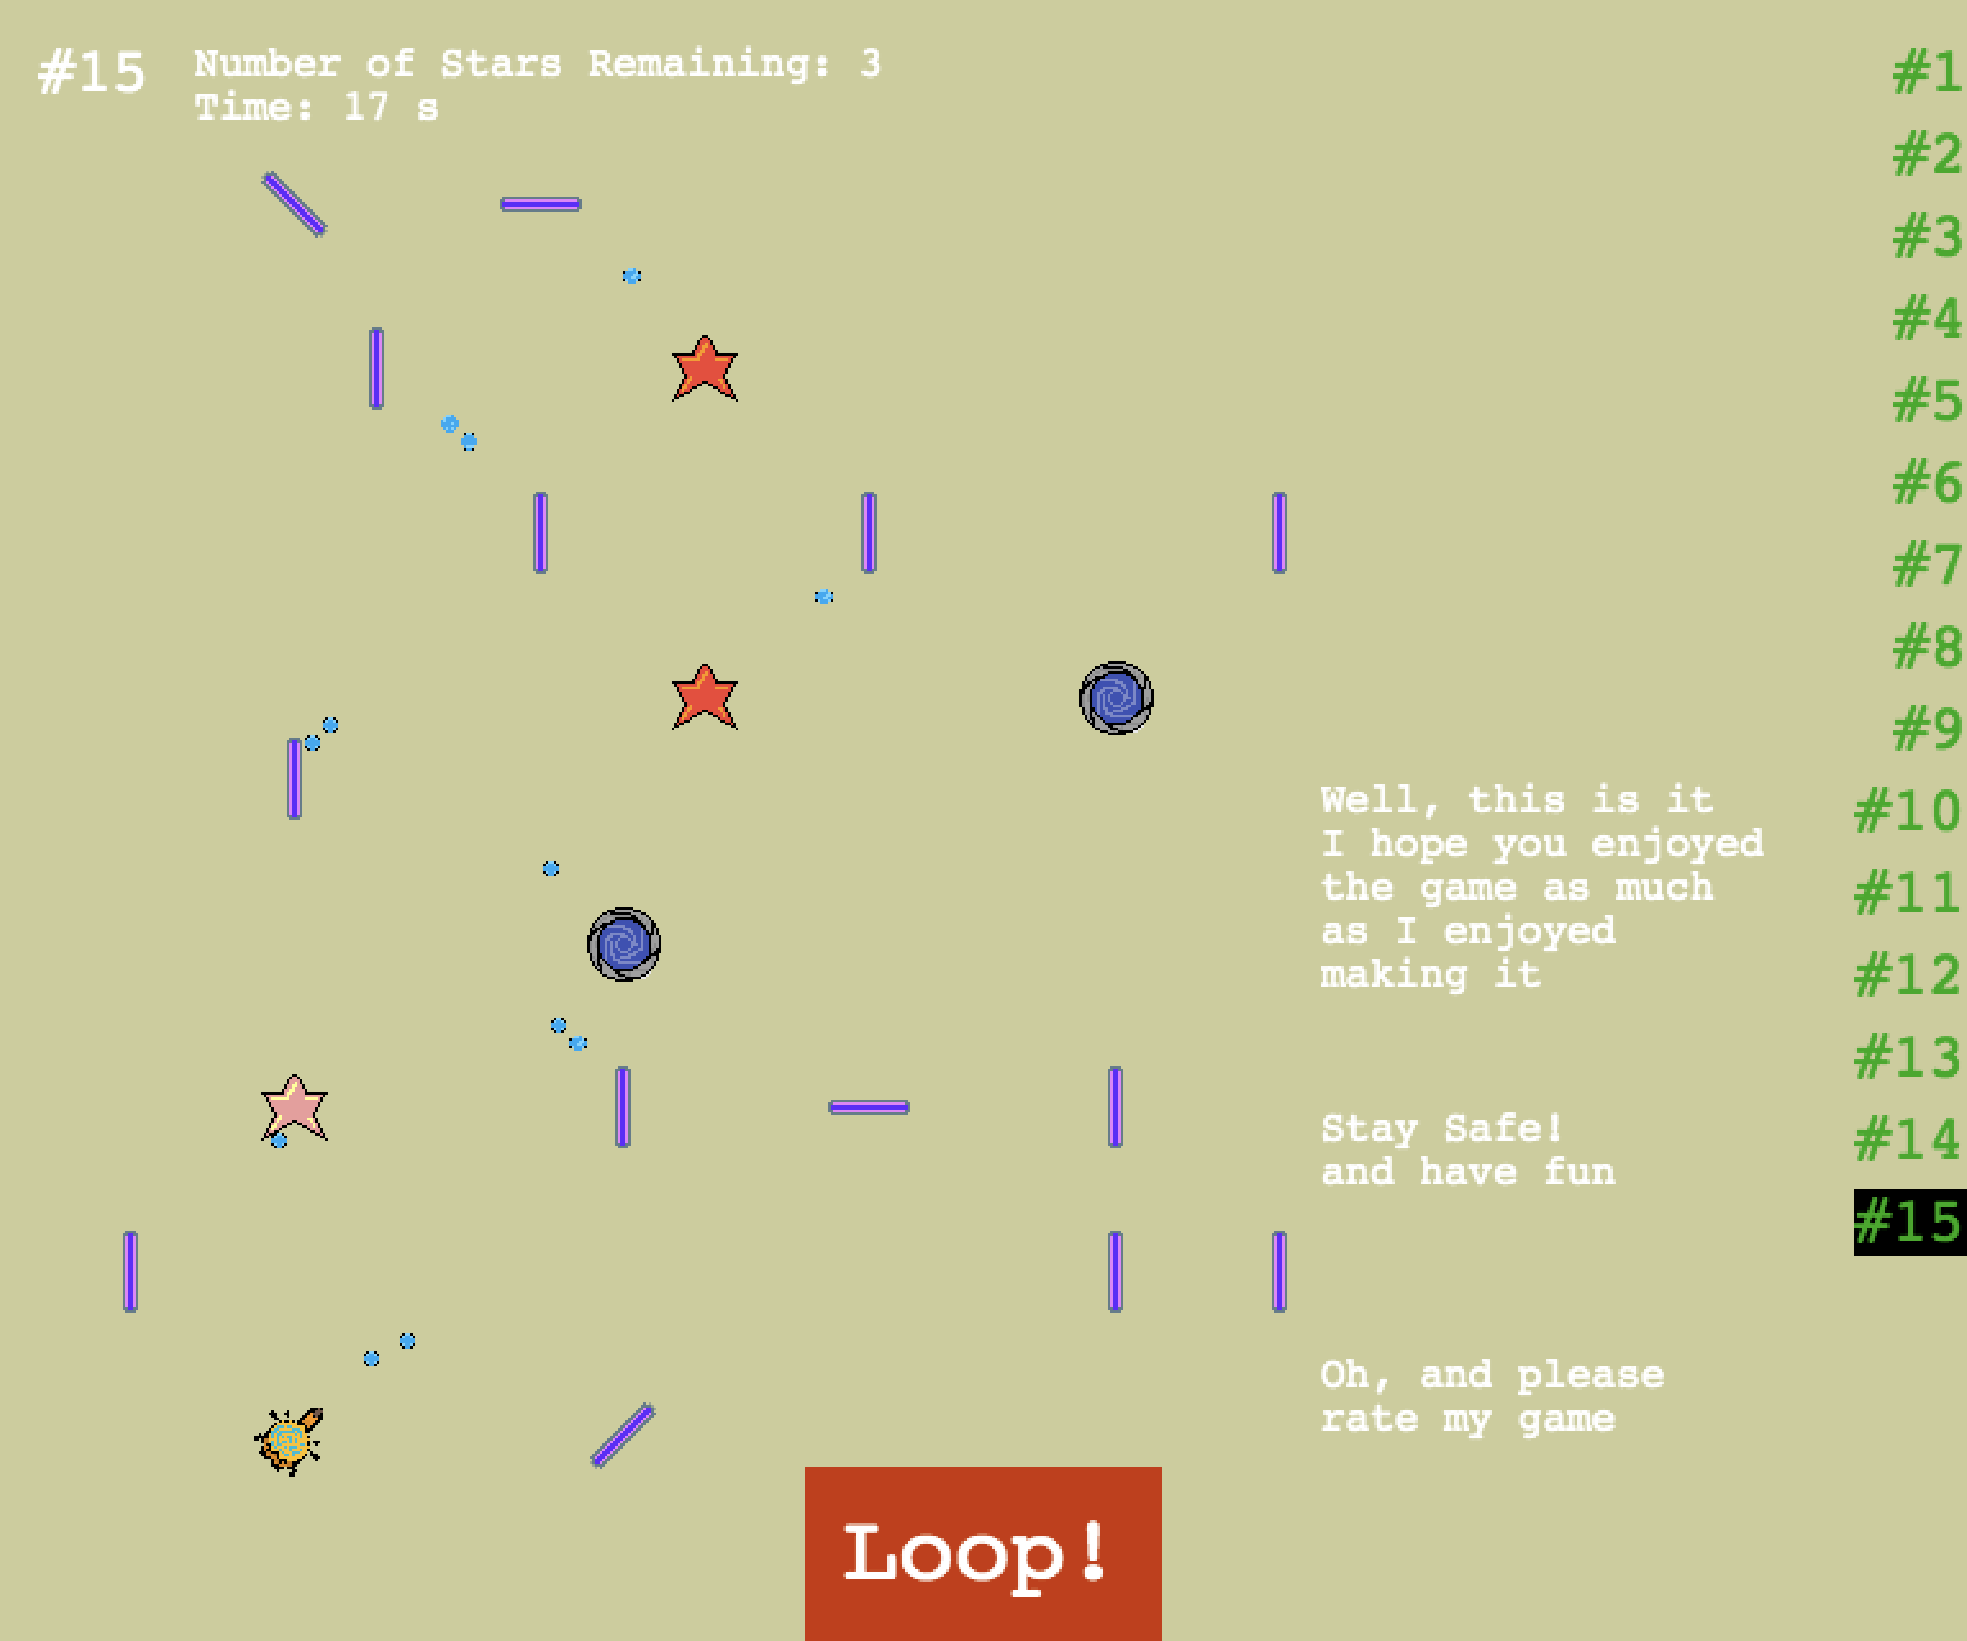 #15
Number of Stars Remaining: 3
Time: 17 s
#1
#2
#3
#4
#5
#6
#7
#8
#9
#10
#11
#12
#13
#14
#15
Well, this is it
I hope you enjoyed
the game as much
as I enjoyed
making it
Stay Safe!
and have fun
Oh, and please
rate my game
Loop!